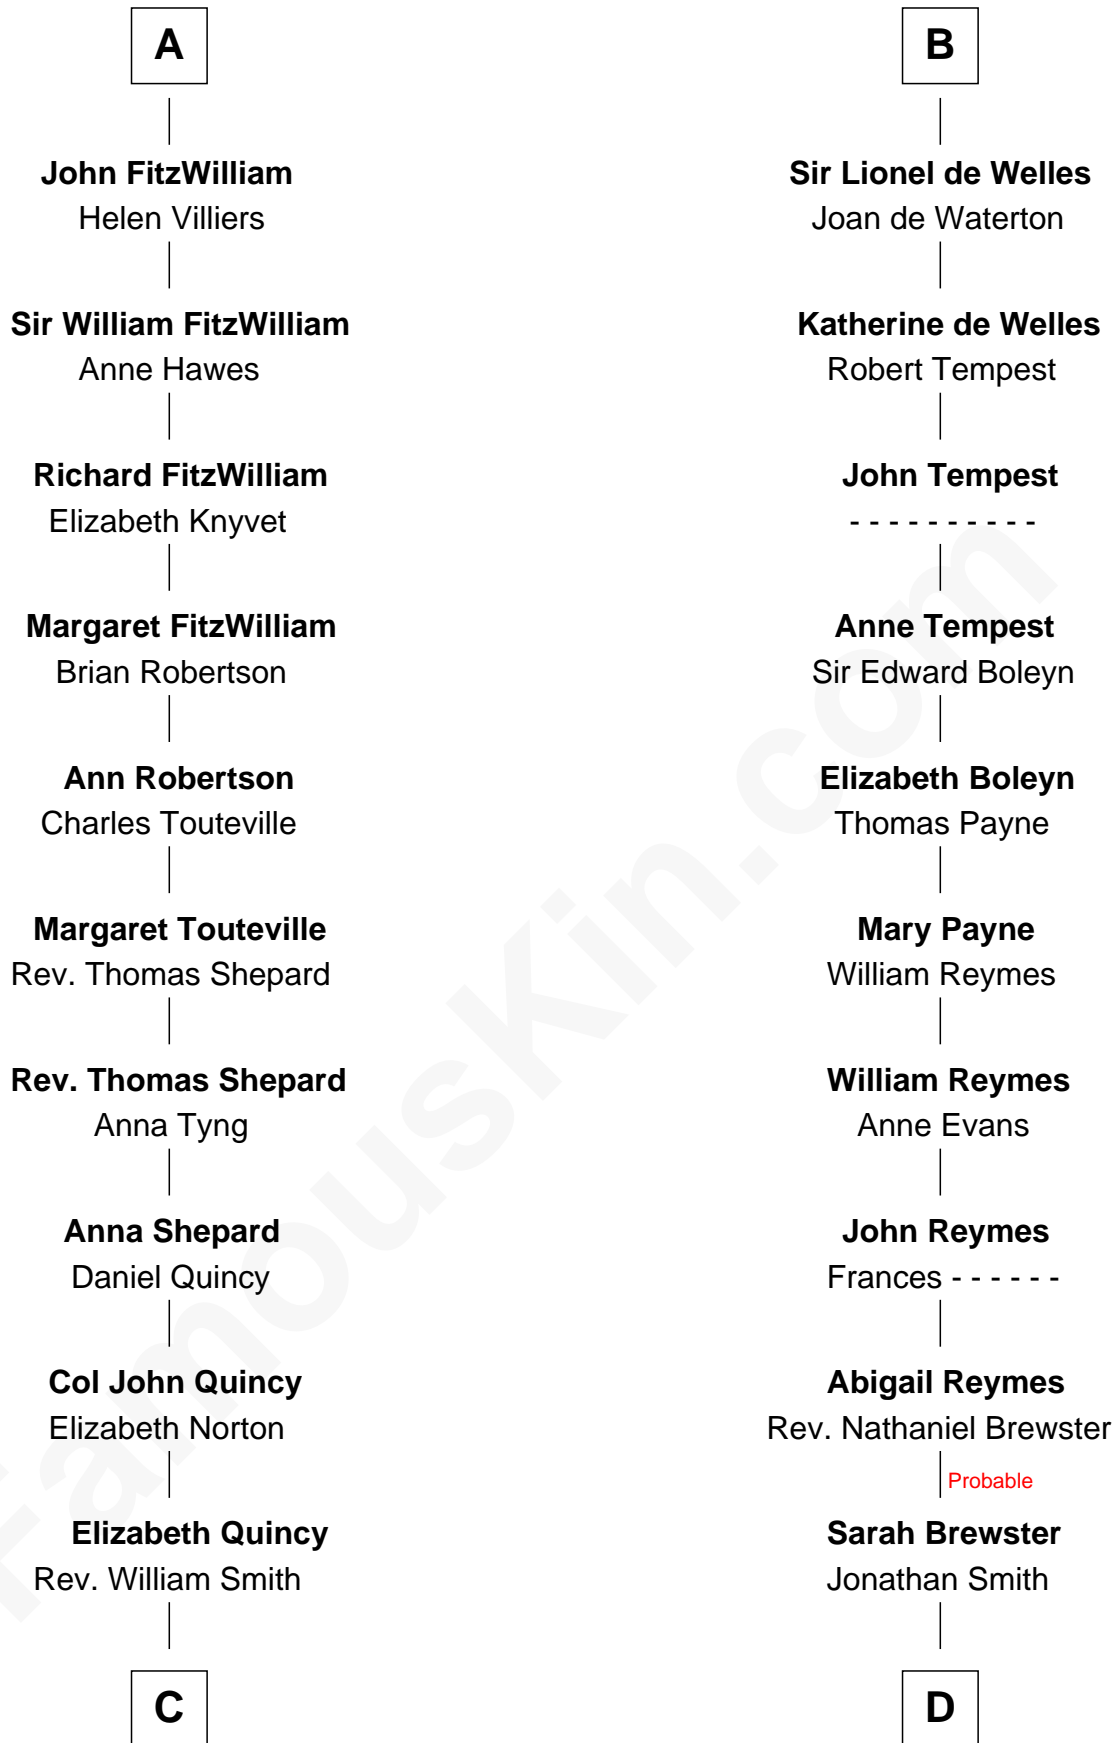 A
John FitzWilliam
Helen Villiers
Sir William FitzWilliam
Anne Hawes
Richard FitzWilliam
Elizabeth Knyvet
Margaret FitzWilliam
Brian Robertson
Ann Robertson
Charles Touteville
Margaret Touteville
Rev. Thomas Shepard
Rev. Thomas Shepard
Anna Tyng
Anna Shepard
Daniel Quincy
Col John Quincy
Elizabeth Norton
Elizabeth Quincy
Rev. William Smith
C
B
Sir Lionel de Welles
Joan de Waterton
Katherine de Welles
Robert Tempest
John Tempest
- - - - - - - - - -
Anne Tempest
Sir Edward Boleyn
Elizabeth Boleyn
Thomas Payne
Mary Payne
William Reymes
William Reymes
Anne Evans
John Reymes
Frances - - - - - -
Abigail Reymes
Rev. Nathaniel Brewster
Probable
Sarah Brewster
Jonathan Smith
D
FamousKin.com